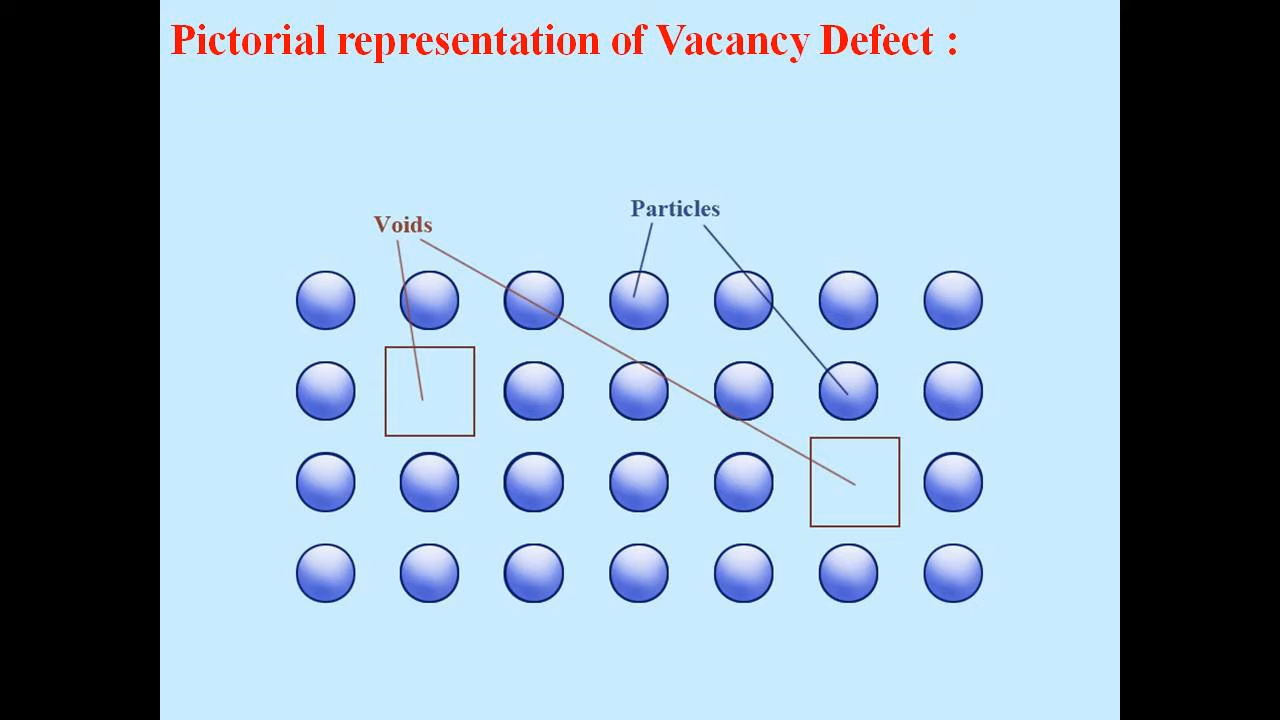 Pictorial representation of Vacancy Defect :
Particles
Voids